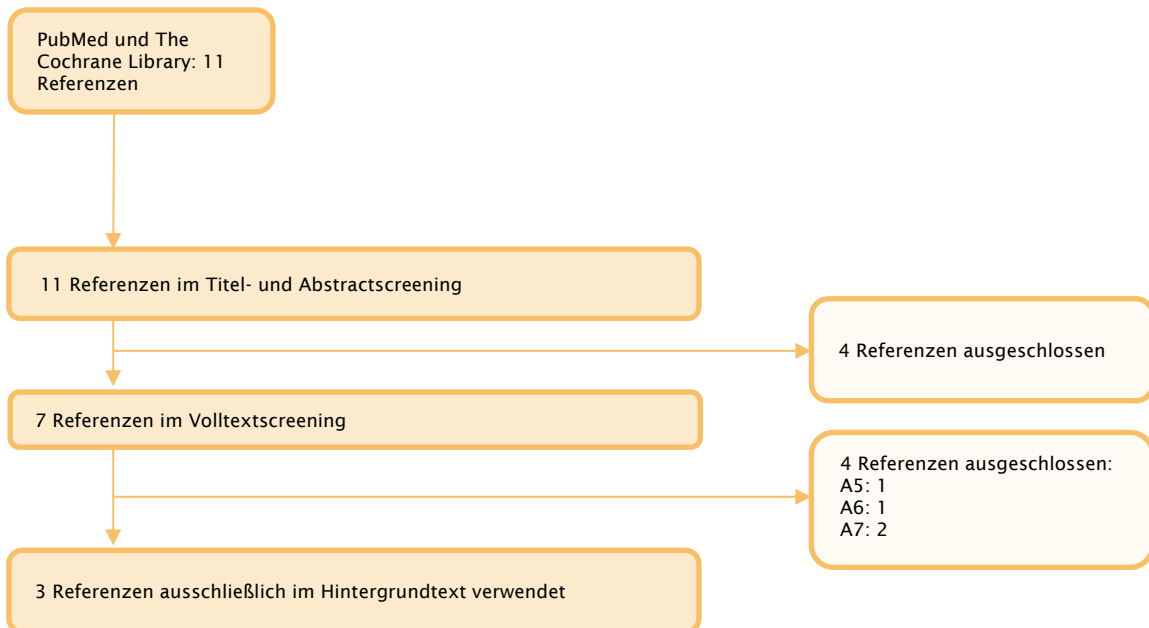 PubMed und The
Cochrane Library: 11
Referenzen
11 Referenzen im Titel- und Abstractscreening
4 Referenzen ausgeschlossen
7 Referenzen im Volltextscreening
4 Referenzen ausgeschlossen:
A5: 1
A6: 1
A7: 2
3 Referenzen ausschließlich im Hintergrundtext verwendet